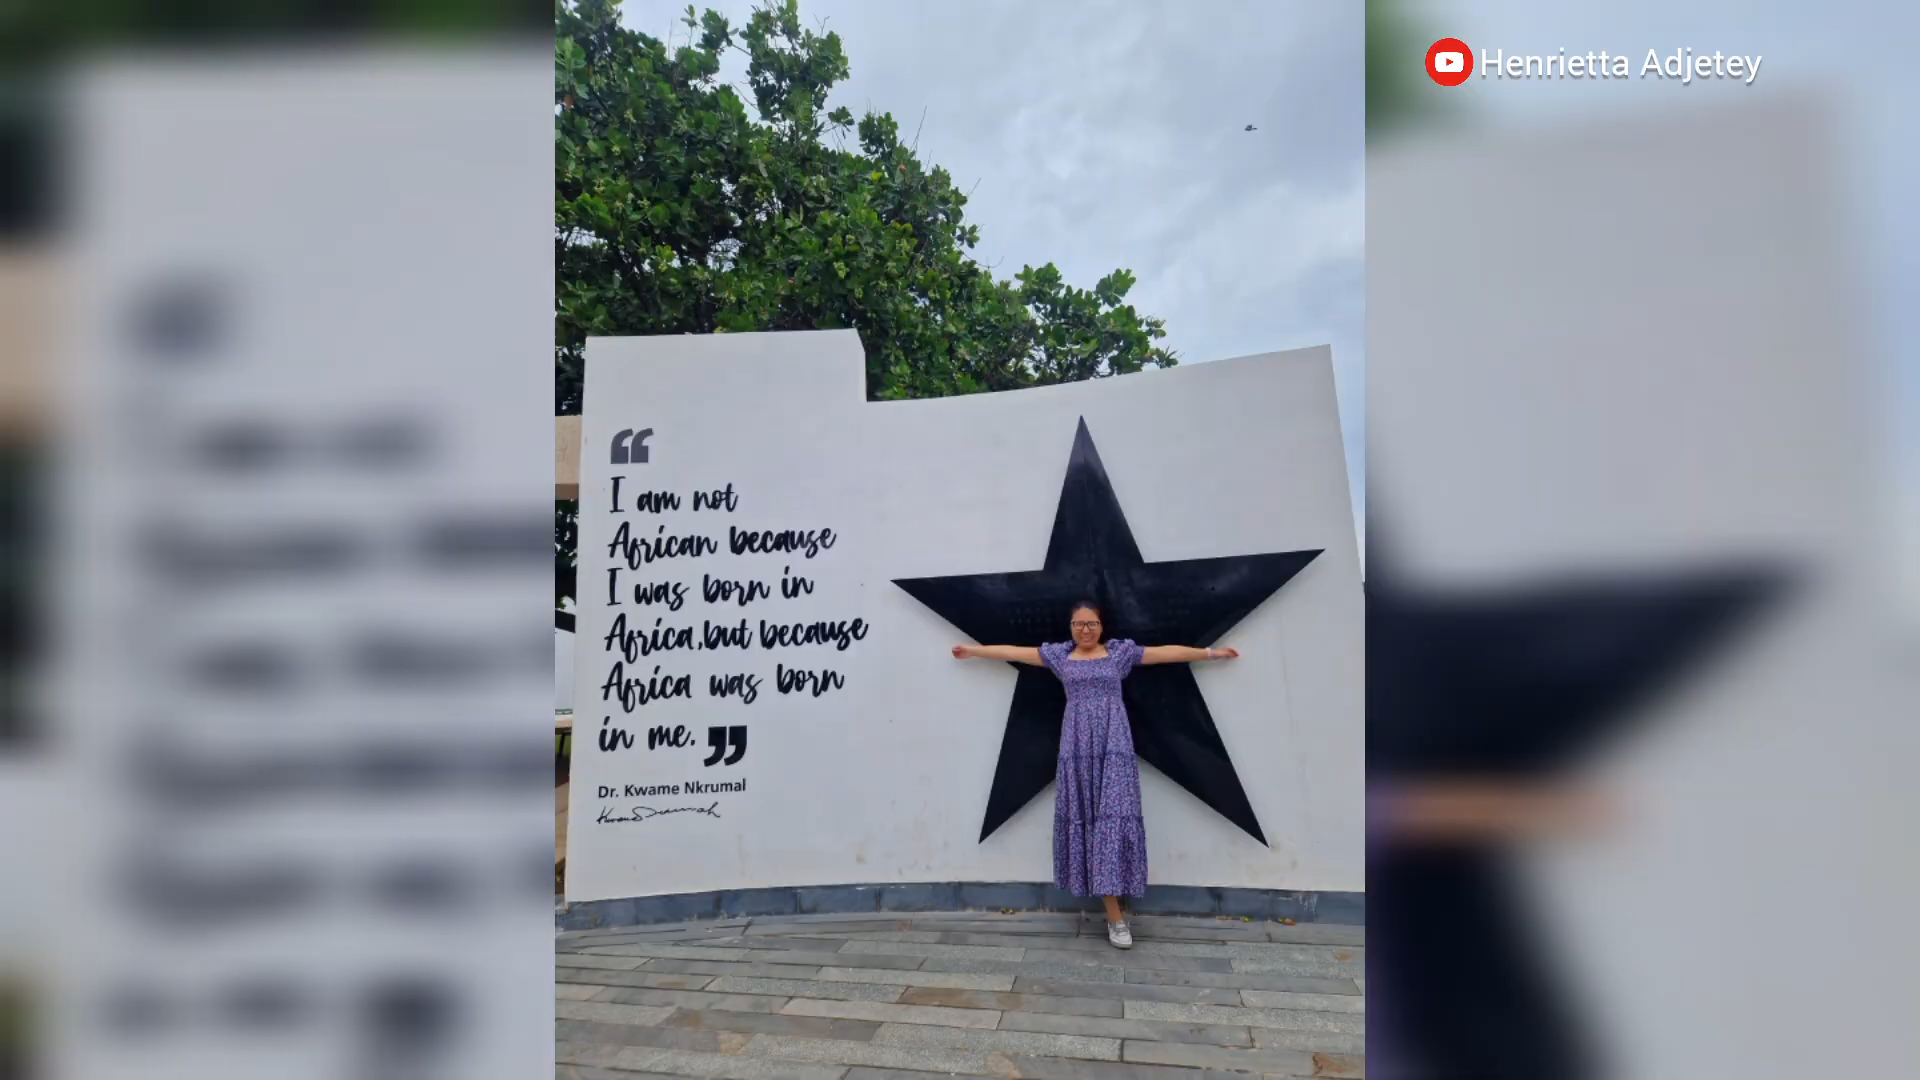 Henrietta Adjetey
“
I am not
African because
I was born in
Africa,but because
Africa was born
in me.”
Dr. Kwame Nkrumal